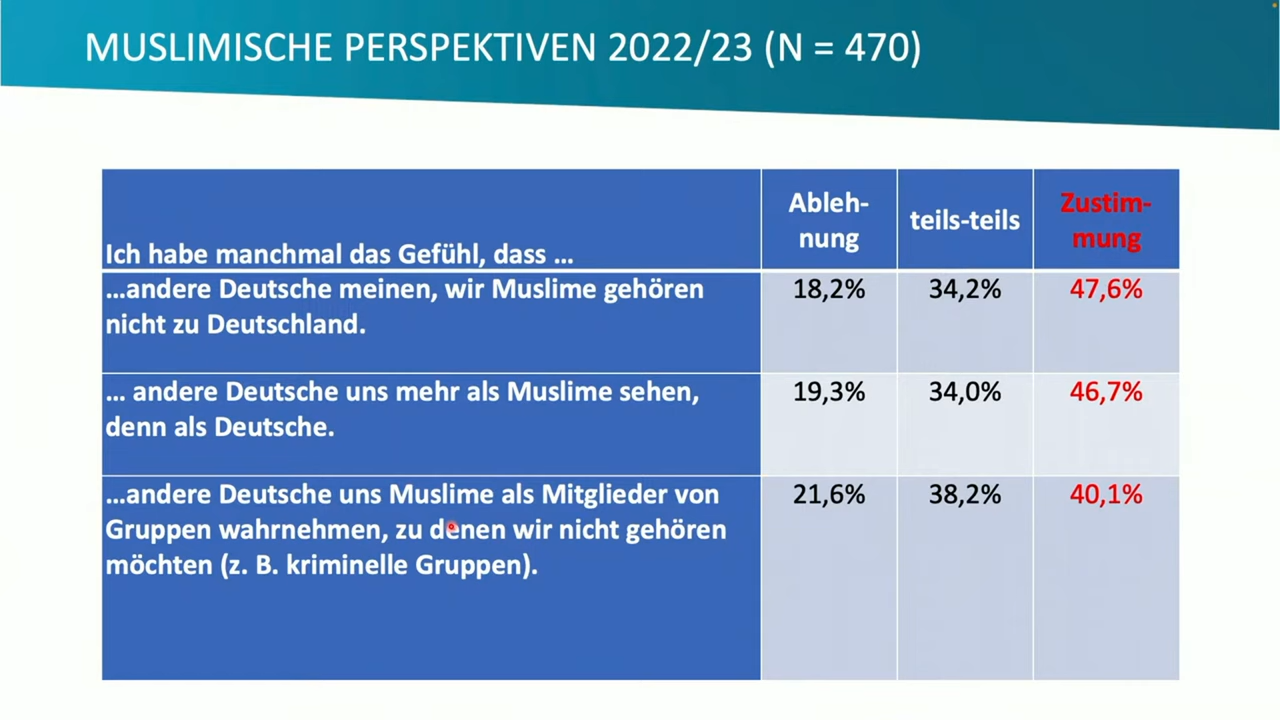 MUSLIMISCHE PERSPEKTIVEN 2022/23 (N = 470)
Ich habe manchmal das Gefühl, dass …
Ableh-
nung
teils-teils
Zustim-
mung
…andere Deutsche meinen, wir Muslime gehören
nicht zu Deutschland.
18,2%
34,2%
47,6%
… andere Deutsche uns mehr als Muslime sehen,
denn als Deutsche.
19,3%
34,0%
46,7%
…andere Deutsche uns Muslime als Mitglieder von
Gruppen wahrnehmen, zu denen wir nicht gehören
möchten (z. B. kriminelle Gruppen).
21,6%
38,2%
40,1%